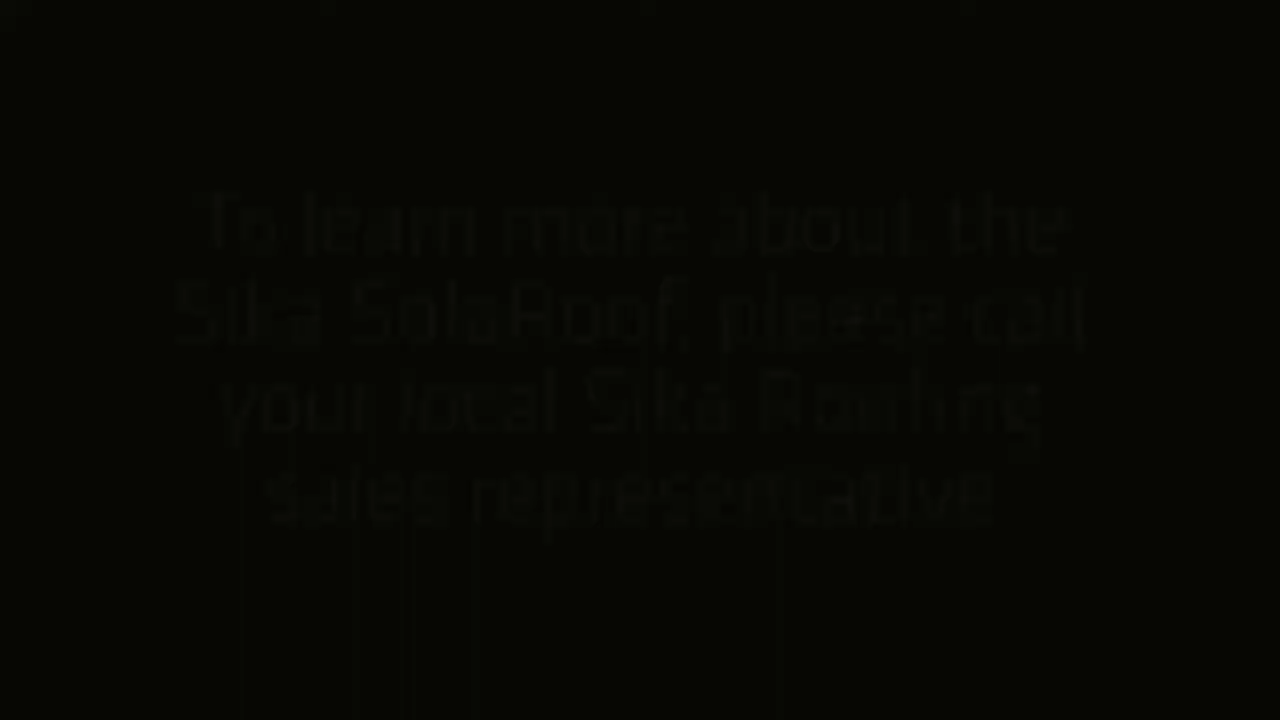 To learn more about the
Sika SolaRoof, please call
your local Sika Roofing
sales representative